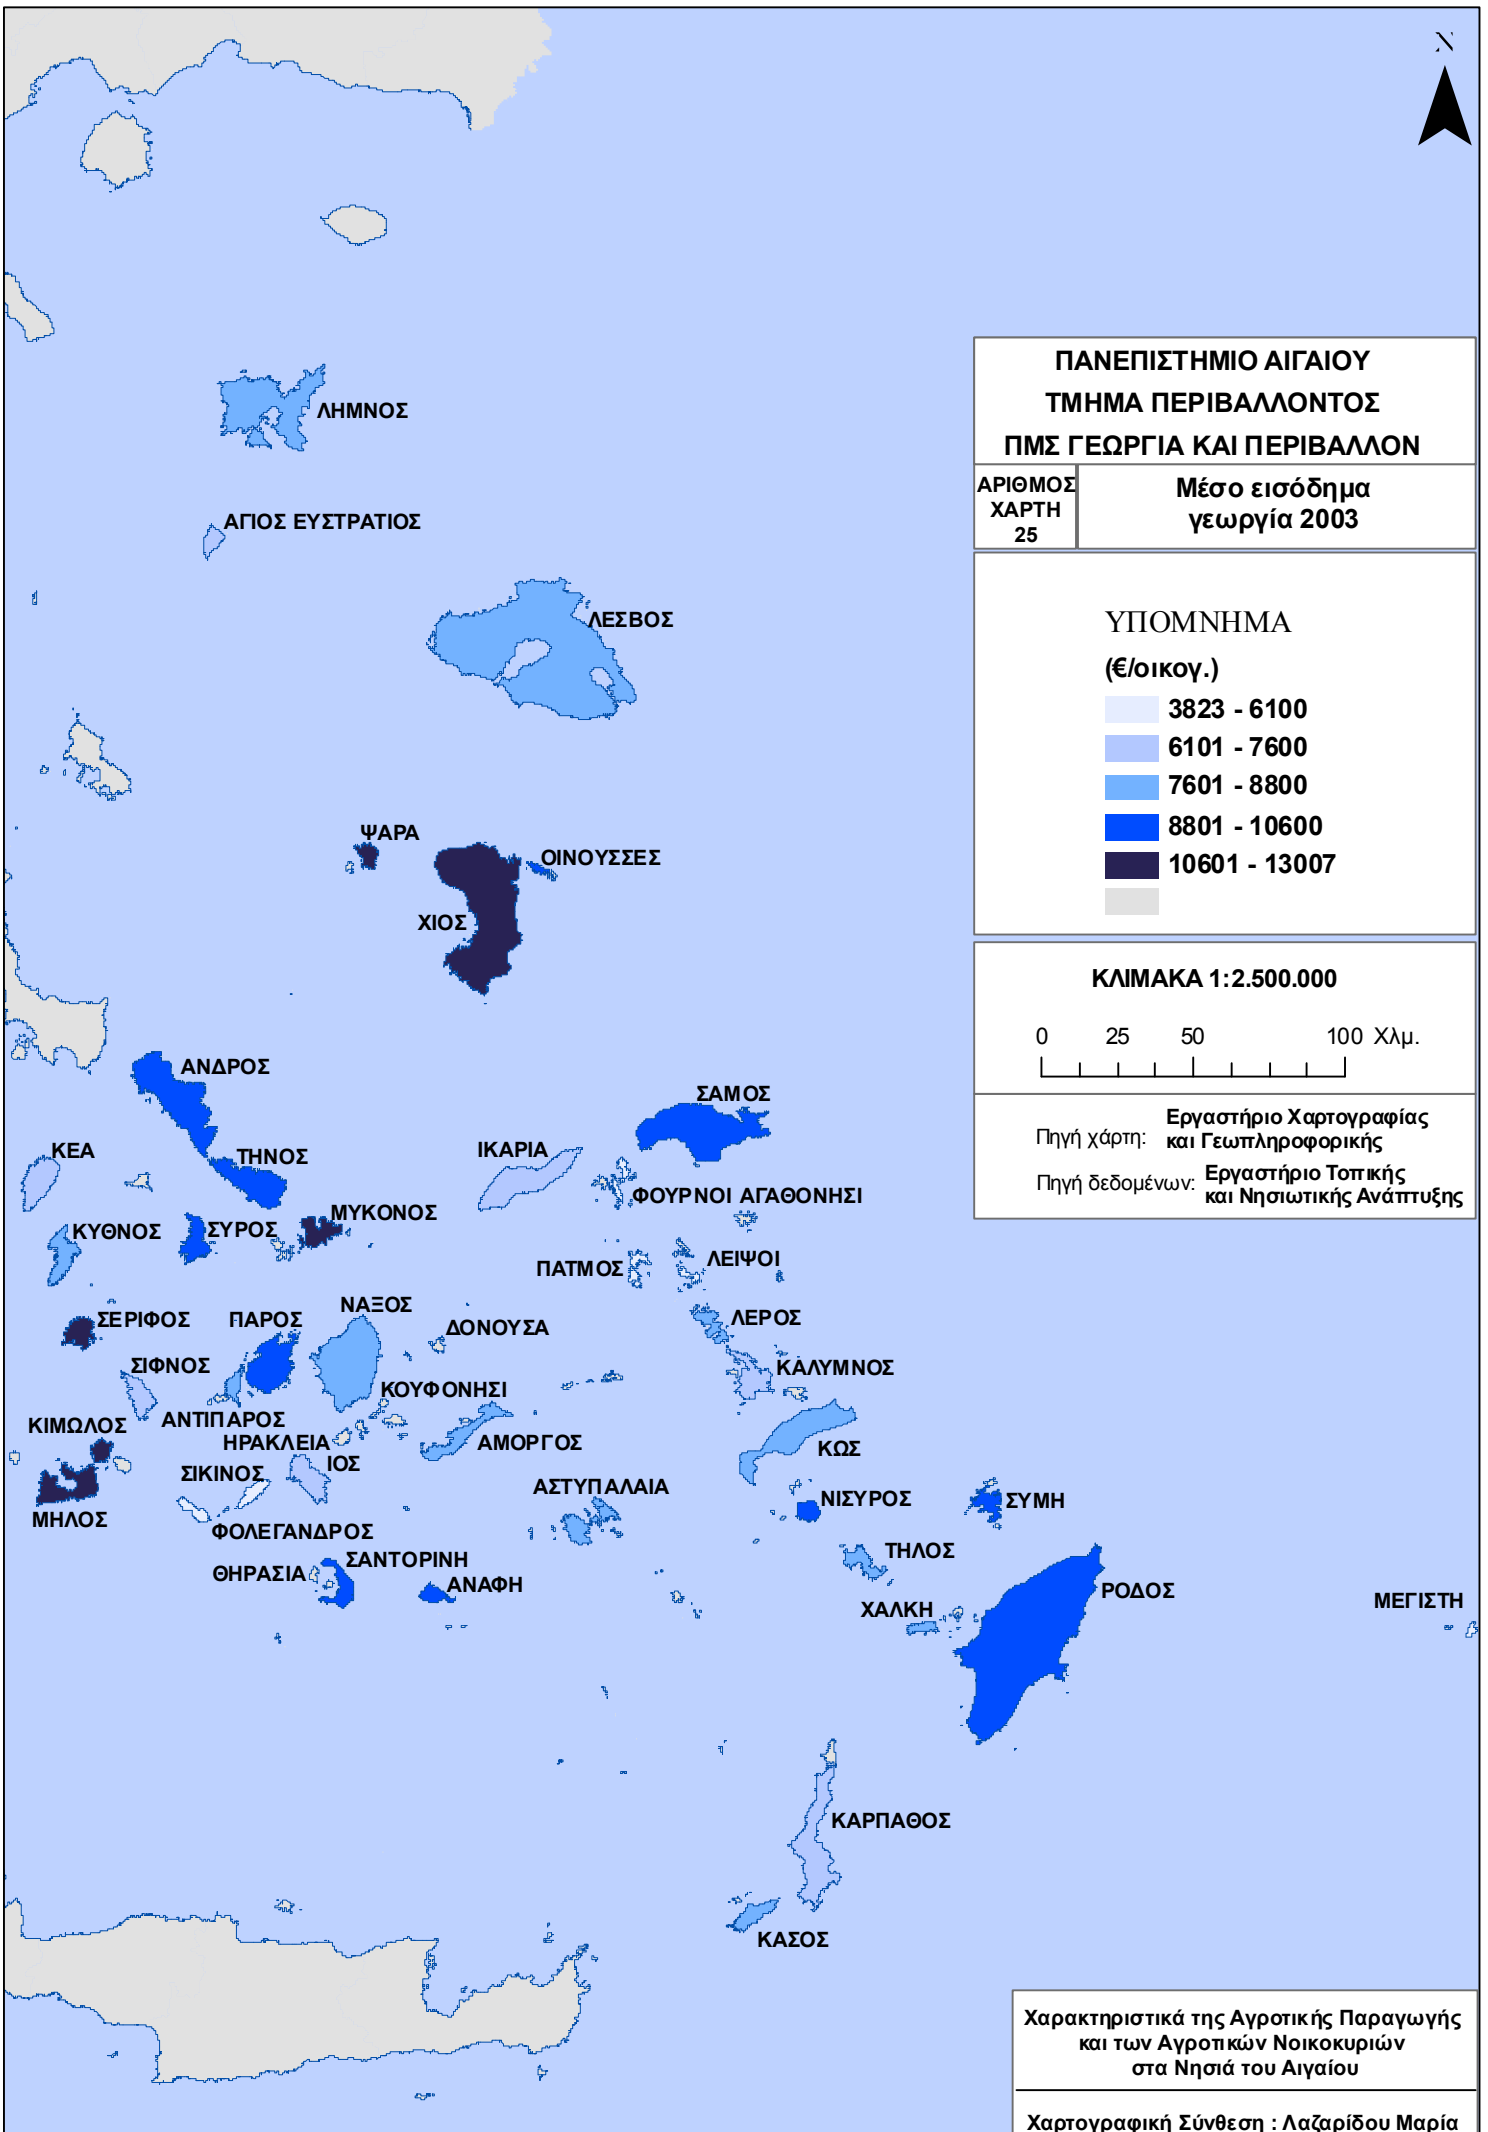 N
ΠΑΝΕΠΙΣΤΗΜΙΟ ΑΙΓΑΙΟΥ
ΤΜΗΜΑ ΠΕΡΙΒΑΛΛΟΝΤΟΣ
ΠΜΣ ΓΕΩΡΓΙΑ ΚΑΙ ΠΕΡΙΒΑΛΛΟΝ
ΑΡΙΘΜΟΣ
ΧΑΡΤΗ
25
Μέσο εισόδημα
γεωργία 2003
ΥΠΟΜΝΗΜΑ
(€/οικογ.)
3823 - 6100
6101 - 7600
7601 - 8800
8801 - 10600
10601 - 13007
ΚΛΙΜΑΚΑ 1:2.500.000
0 25 50 100 Χλμ.
Πηγή χάρτη: Εργαστήριο Χαρτογραφίας
και Γεωπληροφορικής
Πηγή δεδομένων: Εργαστήριο Τοπικής
και Νησιωτικής Ανάπτυξης
ΛΗΜΝΟΣ
ΑΓΙΟΣ ΕΥΣΤΡΑΤΙΟΣ
ΛΕΣΒΟΣ
ΨΑΡΑ
ΟΙΝΟΥΣΣΕΣ
ΧΙΟΣ
ΑΝΔΡΟΣ
ΣΑΜΟΣ
ΚΕΑ
ΤΗΝΟΣ
ΙΚΑΡΙΑ
ΦΟΥΡΝΟΙ ΑΓΑΘΟΝΗΣΙ
ΜΥΚΟΝΟΣ
ΚΥΘΝΟΣ
ΣΥΡΟΣ
ΠΑΤΜΟΣ
ΛΕΙΨΟΙ
ΣΕΡΙΦΟΣ
ΠΑΡΟΣ
ΝΑΞΟΣ
ΔΟΝΟΥΣΑ
ΛΕΡΟΣ
ΣΙΦΝΟΣ
ΚΑΛΥΜΝΟΣ
ΚΟΥΦΟΝΗΣΙ
ΑΝΤΙΠΑΡΟΣ
ΚΙΜΩΛΟΣ
ΗΡΑΚΛΕΙΑ
ΑΜΟΡΓΟΣ
ΚΩΣ
ΙΟΣ
ΣΙΚΙΝΟΣ
ΑΣΤΥΠΑΛΑΙΑ
ΝΙΣΥΡΟΣ
ΣΥΜΗ
ΜΗΛΟΣ
ΦΟΛΕΓΑΝΔΡΟΣ
ΤΗΛΟΣ
ΣΑΝΤΟΡΙΝΗ
ΘΗΡΑΣΙΑ
ΑΝΑΦΗ
ΡΟΔΟΣ
ΜΕΓΙΣΤΗ
ΧΑΛΚΗ
ΚΑΡΠΑΘΟΣ
ΚΑΣΟΣ
Χαρακτηριστικά της Αγροτικής Παραγωγής
και των Αγροτικών Νοικοκυριών
στα Νησιά του Αιγαίου
Χαρτογραφική Σύνθεση : Λαζαρίδου Μαρία